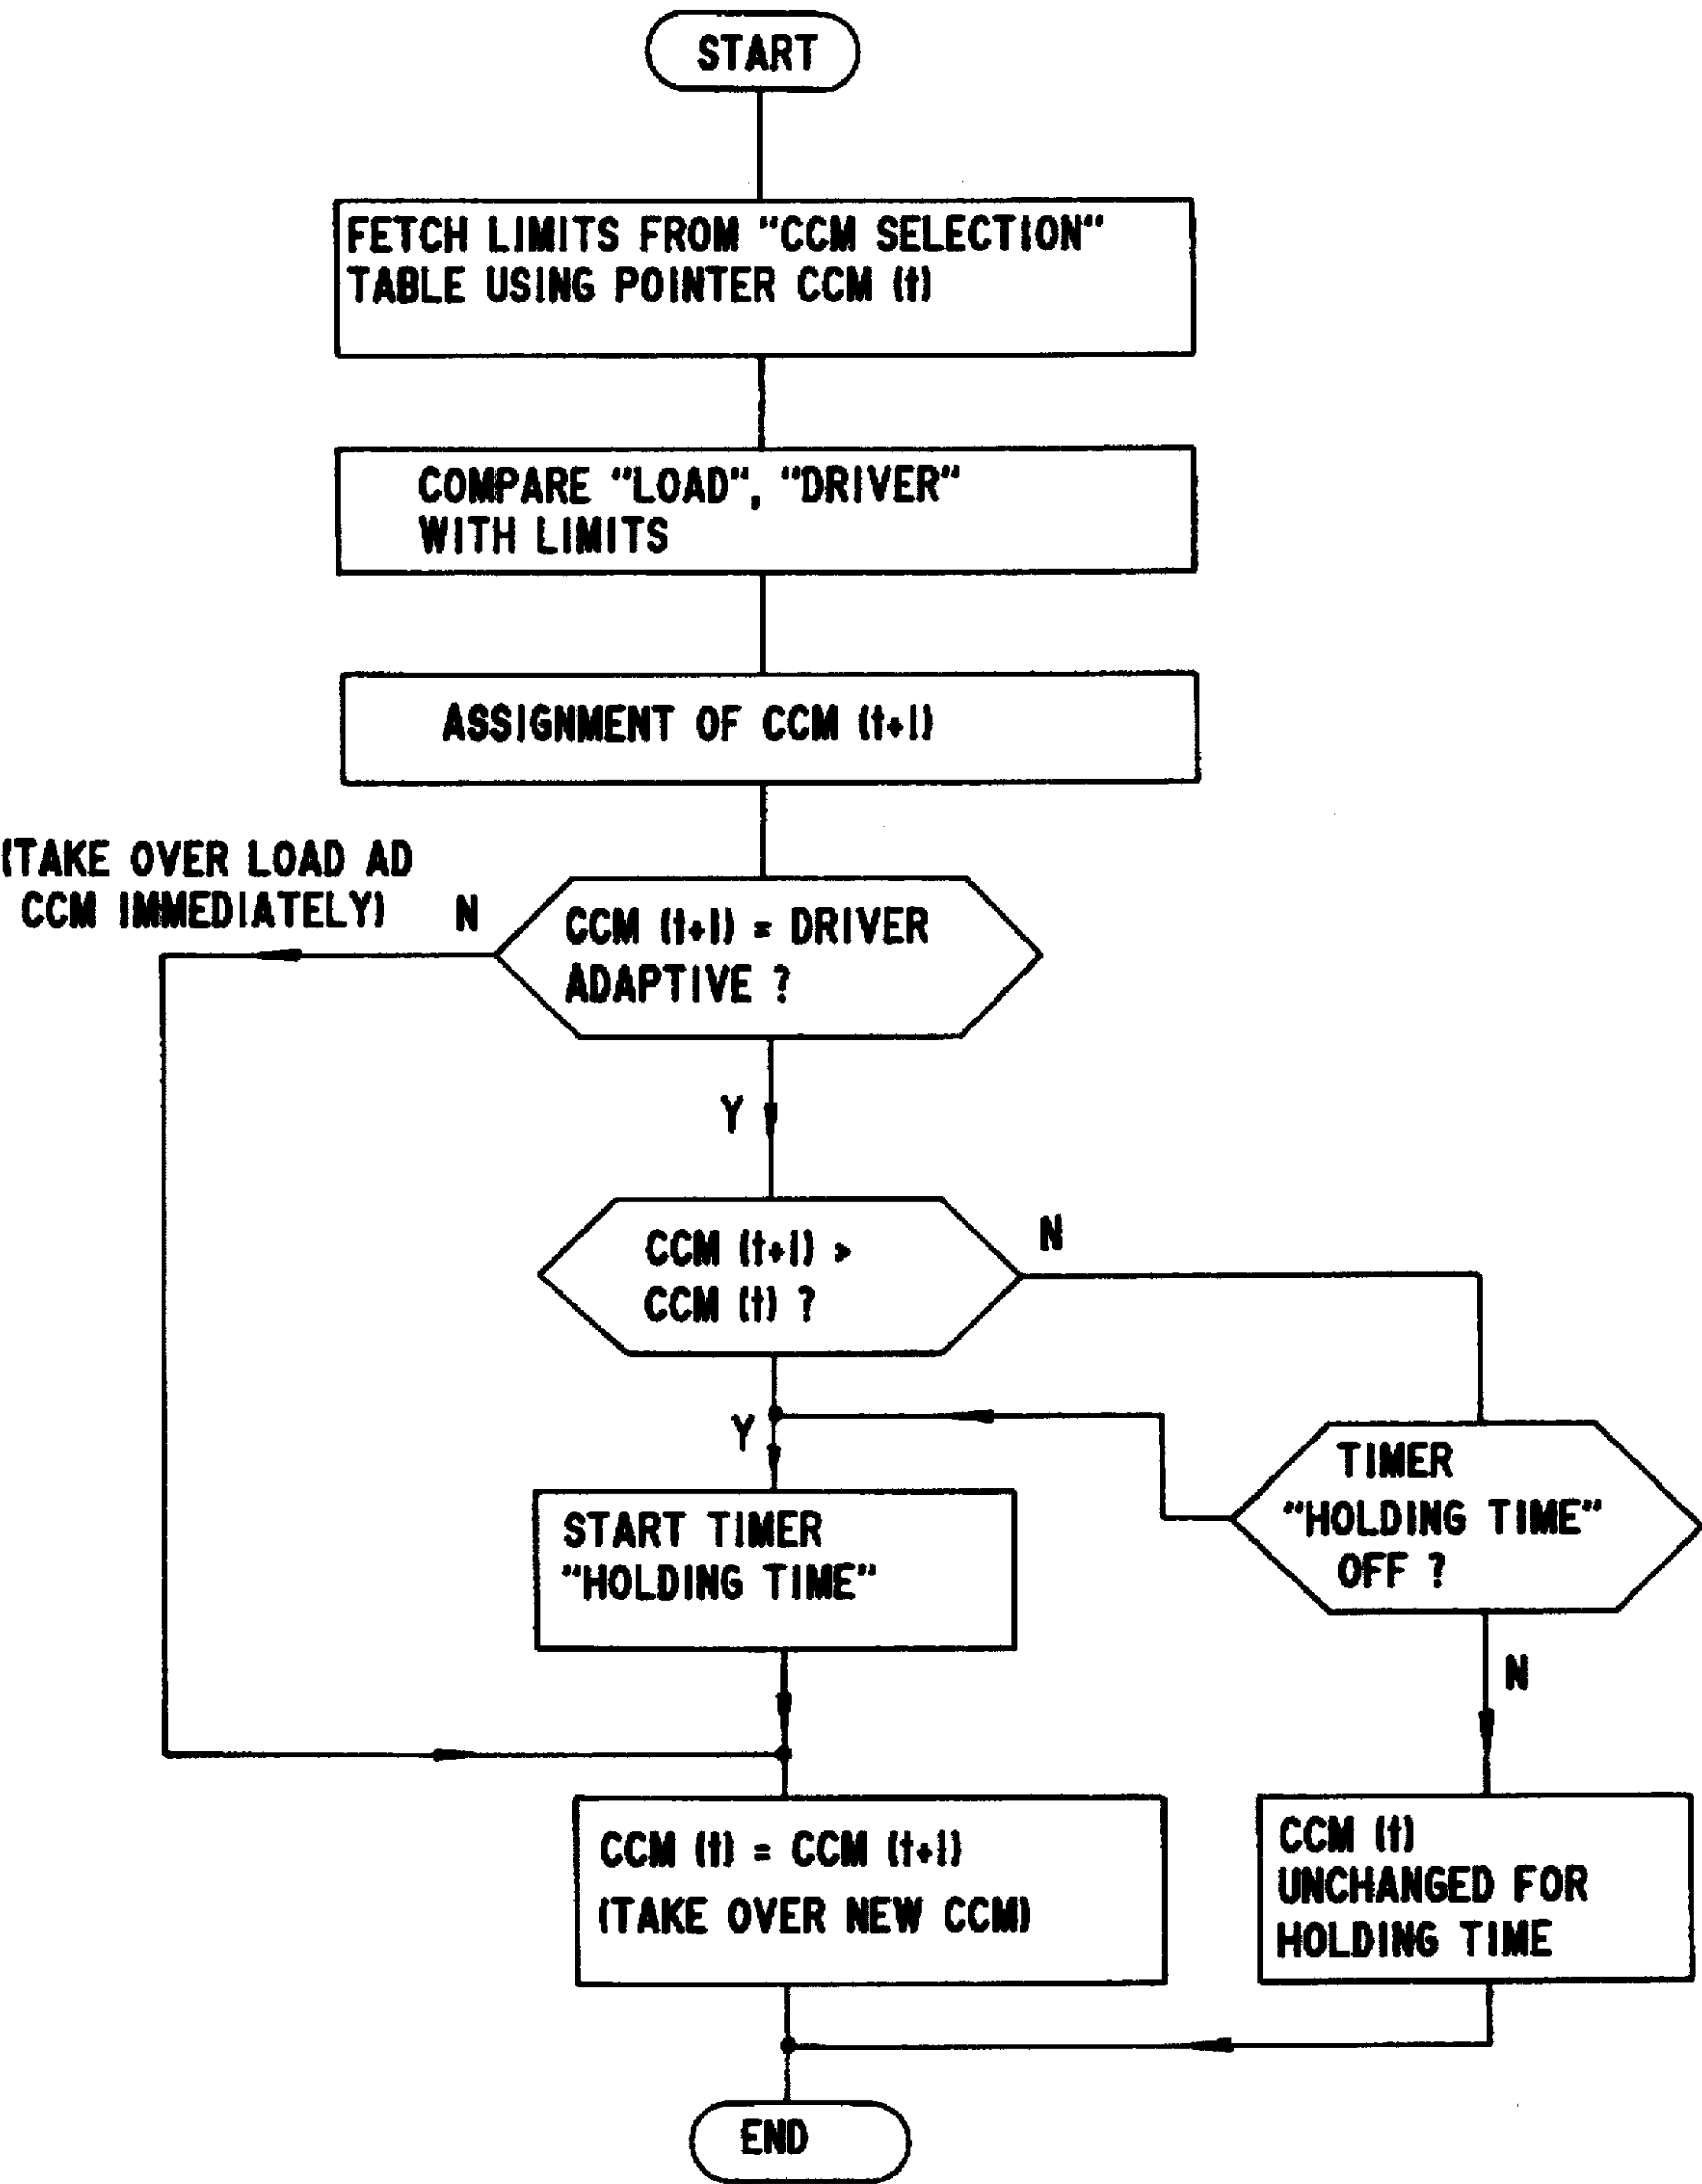 START
FETCH LIMITS FROM "CCM SELECTION"
TABLE USING POINTER CCM (t)
COMPARE "LOAD", "DRIVER"
WITH LIMITS
ASSIGNMENT OF CCM (t+1)
(TAKE OVER LOAD AD
CCM IMMEDIATELY)
N
CCM (t+1) = DRIVER
ADAPTIVE ?
Y
CCM (t+1) >
CCM (t) ?
N
Y
TIMER
"HOLDING TIME"
OFF ?
START TIMER
"HOLDING TIME"
N
CCM (t) = CCM (t+1)
(TAKE OVER NEW CCM)
CCM (t)
UNCHANGED FOR
HOLDING TIME
END